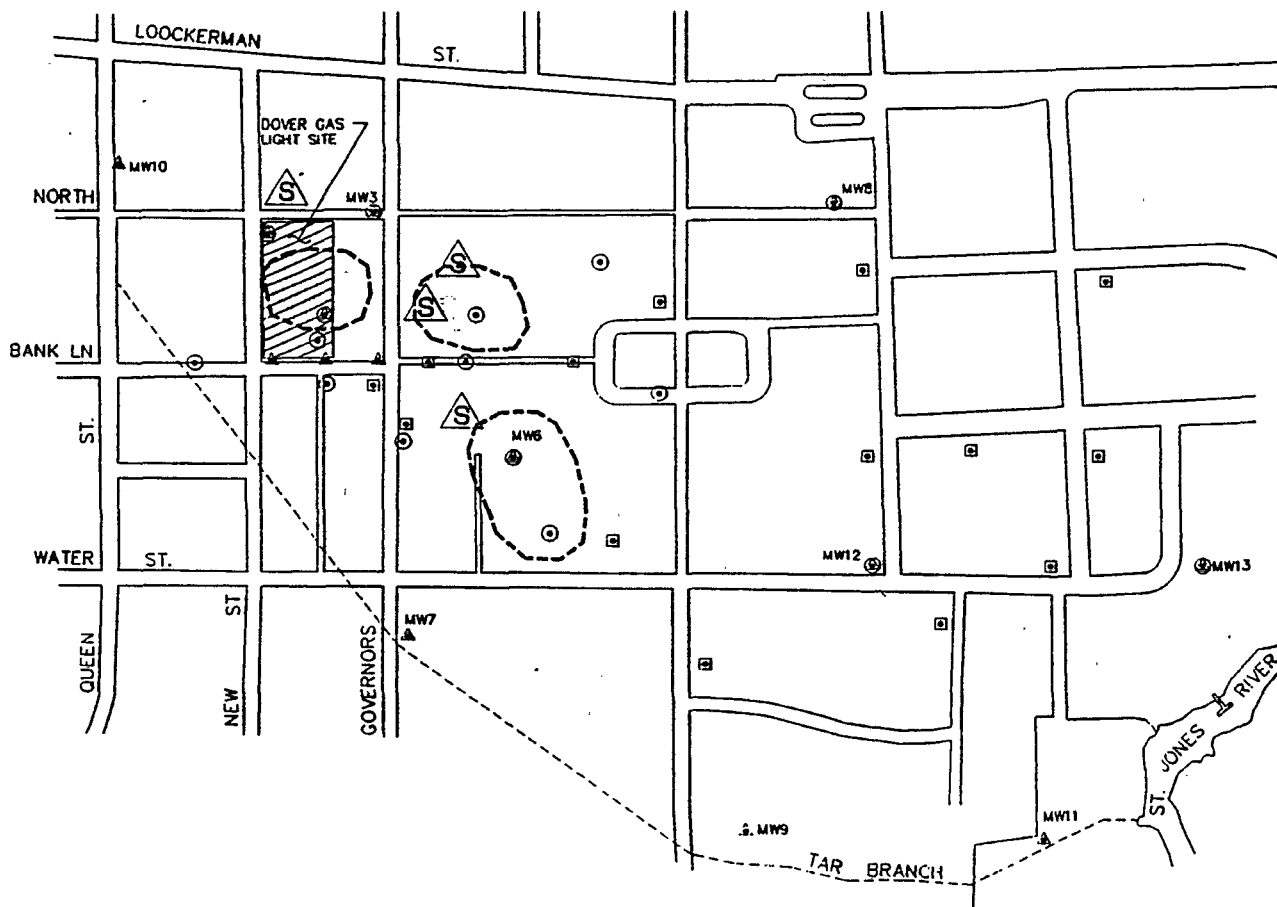 LOOCKERMAN
ST.
DOVER GAS
LIGHT SITE
MW10
NORTH
S
MW3
MW8
S
S
BANK LN
S
ST.
MW6
WATER
ST.
MW12
MW13
ST.
MW7
QUEEN
NEW
GOVERNORS
ST. JONES RIVER
MW9
MW11
TAR BRANCH